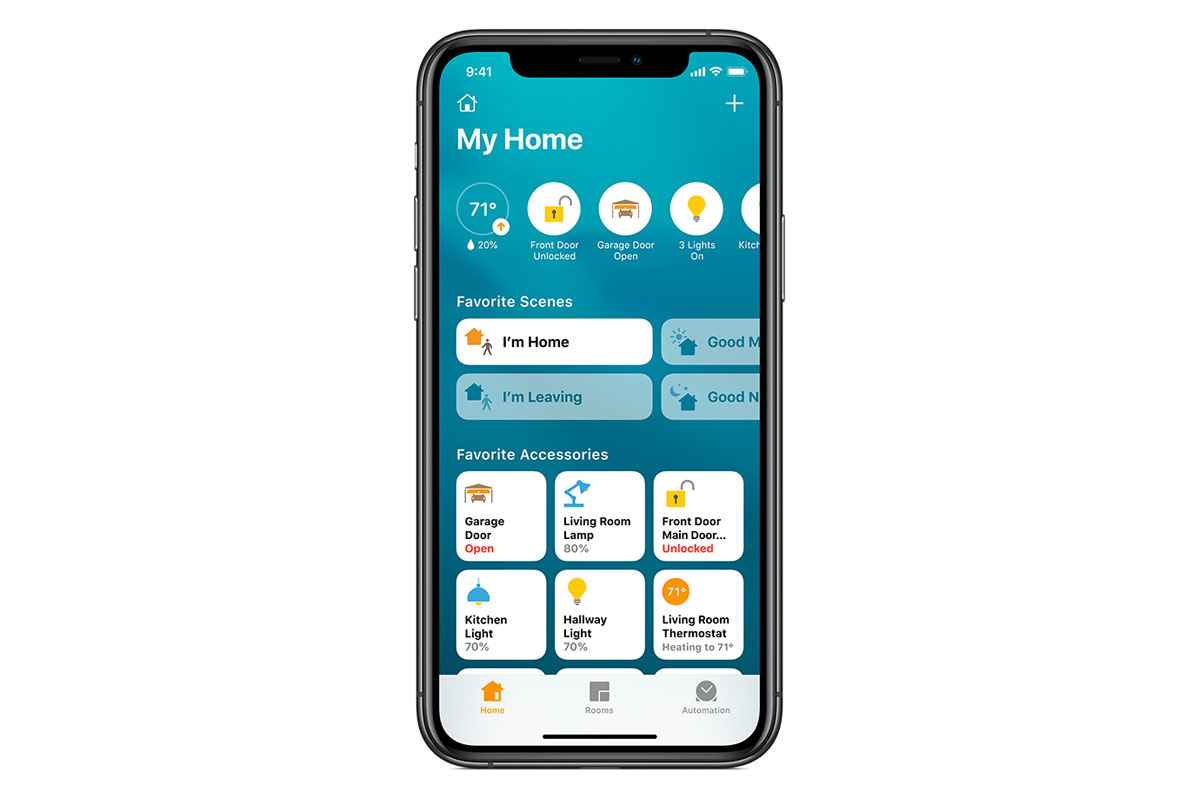 9:41
My Home
71°
20%
Front Door
Unlocked
Garage Door
Open
3 Lights
On
Kitc
Favorite Scenes
I'm Home
Good M
I'm Leaving
Good N
Favorite Accessories
Garage
Door
Open
Living Room
Lamp
80%
Front Door
Main Door...
Unlocked
Kitchen
Light
70%
Hallway
Light
70%
71°
Living Room
Thermostat
Heating to 71°
Home
Rooms
Automation